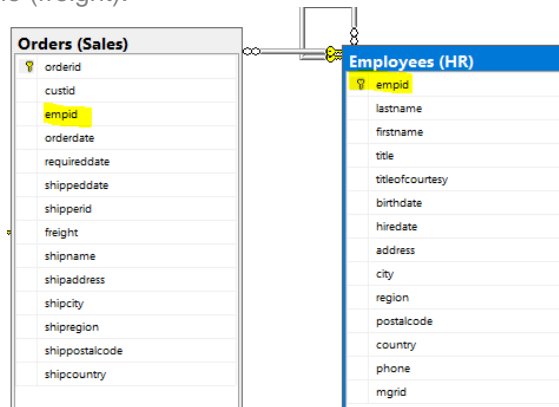 (freight).
Orders (Sales)
orderid
custid
empid
orderdate
requireddate
shippeddate
shipperid
freight
shipname
shipaddress
shipcity
shipregion
shippostalcode
shipcountry
Employees (HR)
empid
lastname
firstname
title
titleofcourtesy
birthdate
hiredate
address
city
region
postalcode
country
phone
mgrid